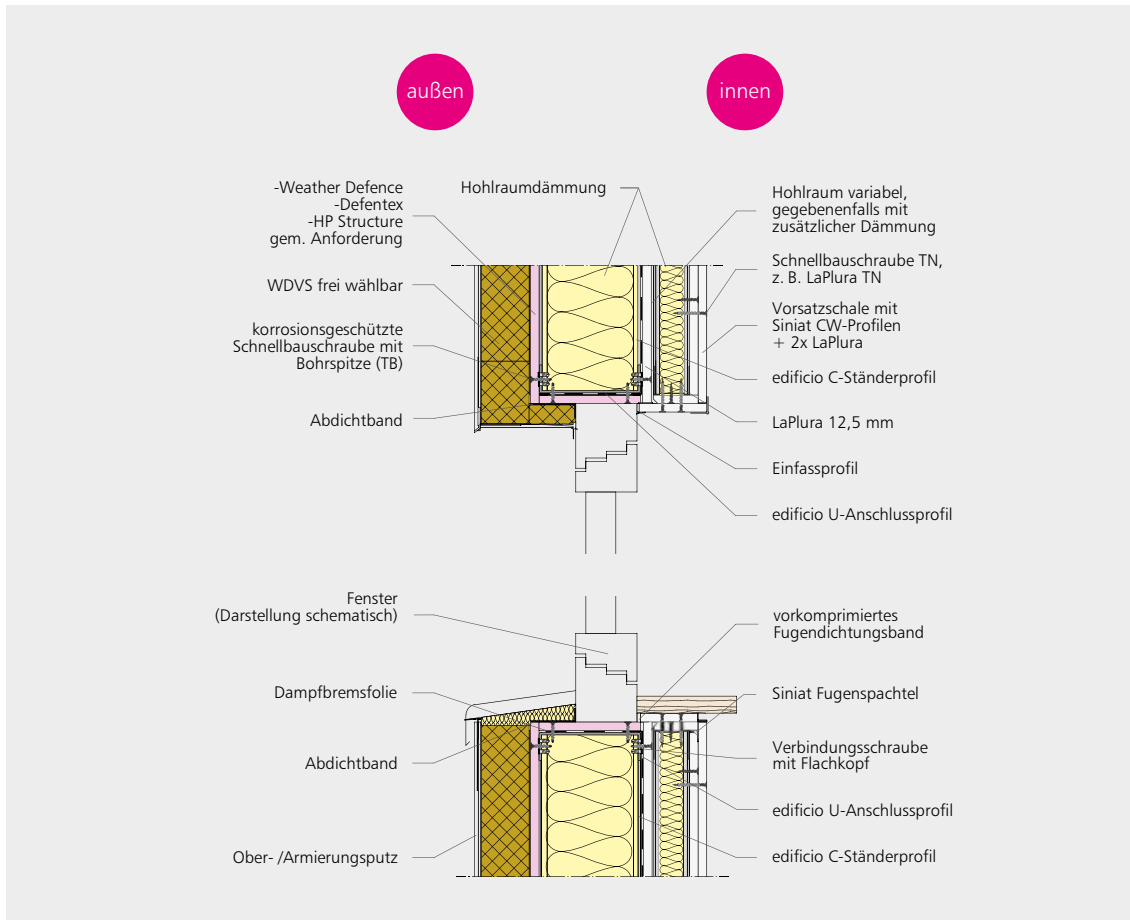 außen
innen
-Weather Defence
-Defentex
-HP Structure
gem. Anforderung
WDVS frei wählbar
korrosionsgeschützte
Schnellbauschraube mit
Bohrspitze (TB)
Abdichtband
Hohlraumdämmung
Hohlraum variabel,
gegebenenfalls mit
zusätzlicher Dämmung
Schnellbauschraube TN,
z. B. LaPlura TN
Vorsatzschale mit
Siniat CW-Profilen
+ 2x LaPlura
edificio C-Ständerprofil
LaPlura 12,5 mm
Einfassprofil
edificio U-Anschlussprofil
Fenster
(Darstellung schematisch)
Dampfbremsfolie
Abdichtband
Ober- /Armierungsputz
vorkomprimiertes
Fugendichtungsband
Siniat Fugenspachtel
Verbindungsschraube
mit Flachkopf
edificio U-Anschlussprofil
edificio C-Ständerprofil